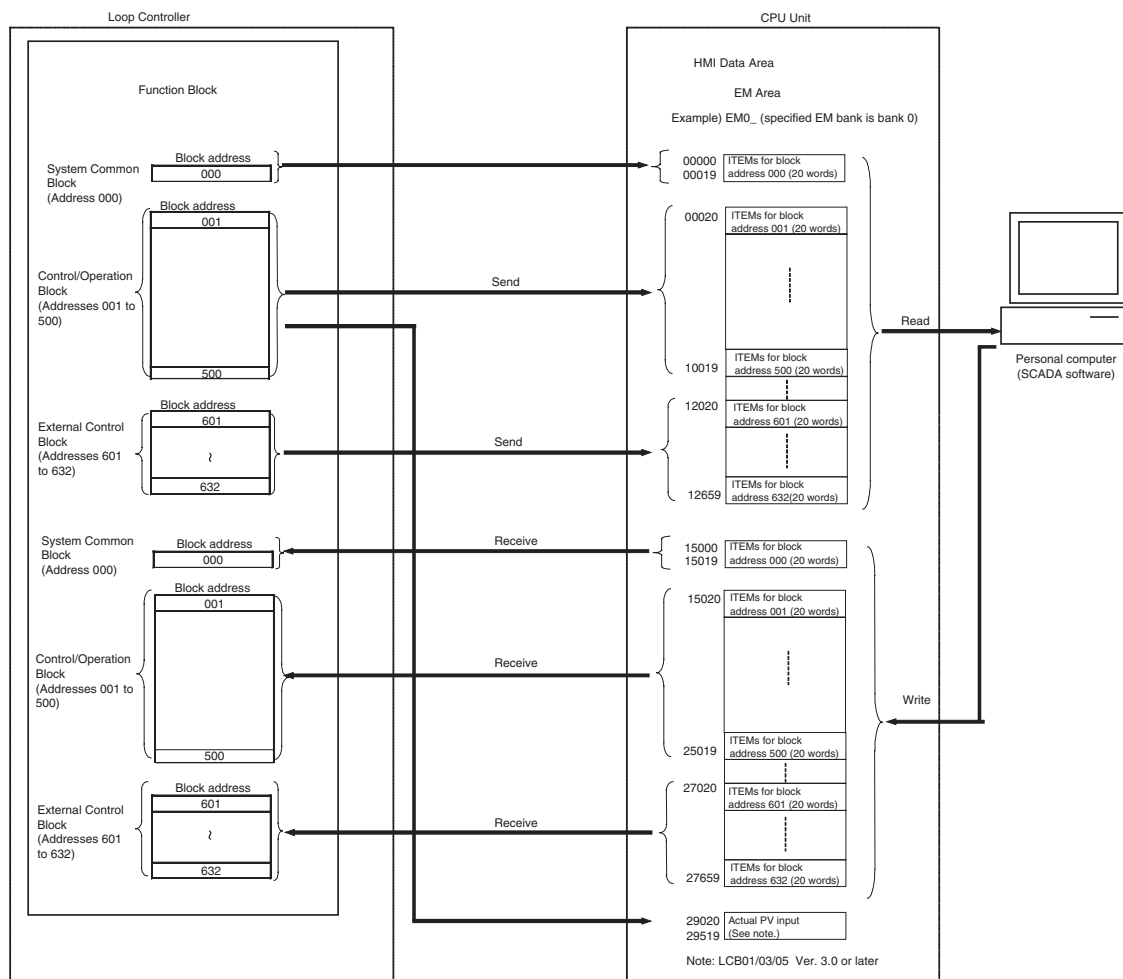 Loop Controller
CPU Unit
Function Block
HMI Data Area
EM Area
Example) EM0_ (specified EM bank is bank 0)
System Common
Block
(Address 000)
Block address
000
00000
00019
ITEMs for block
address 000 (20 words)
Control/Operation
Block
(Addresses 001 to
500)
Block address
001
500
Send
00020
ITEMs for block
address 001 (20 words)
10019
ITEMs for block
address 500 (20 words)
Read
Personal computer
(SCADA software)
External Control
Block
(Addresses 601
to 632)
Block address
601
~
632
Send
12020
ITEMs for block
address 601 (20 words)
12659
ITEMs for block
address 632(20 words)
System Common
Block
(Address 000)
Block address
000
Receive
15000
15019
ITEMs for block
address 000 (20 words)
Control/Operation
Block
(Addresses 001 to
500)
Block address
001
500
Receive
15020
ITEMs for block
address 001 (20 words)
25019
ITEMs for block
address 500 (20 words)
Write
External Control
Block
(Addresses 601
to 632)
Block address
601
~
632
Receive
27020
ITEMs for block
address 601 (20 words)
27659
ITEMs for block
address 632 (20 words)
29020
29519
Actual PV input
(See note.)
Note: LCB01/03/05 Ver. 3.0 or later